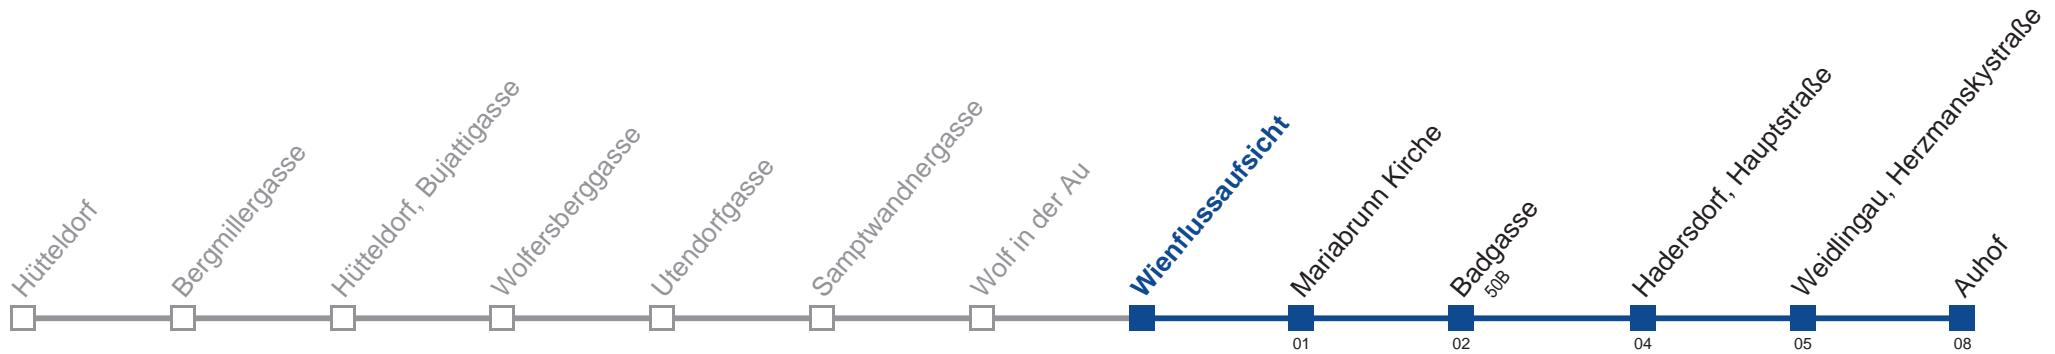 Hütteldorf
Bergmillergasse
Hütteldorf, Bujattigasse
Wolfersberggasse
Utendorfgasse
Samptwandnergasse
Wolf in der Au
Wienflussaufsicht
Mariabrunn Kirche
Badgasse
50B
Hadersdorf, Hauptstraße
Weidlingau, Herzmanskystraße
Auhof
01
02
04
05
08